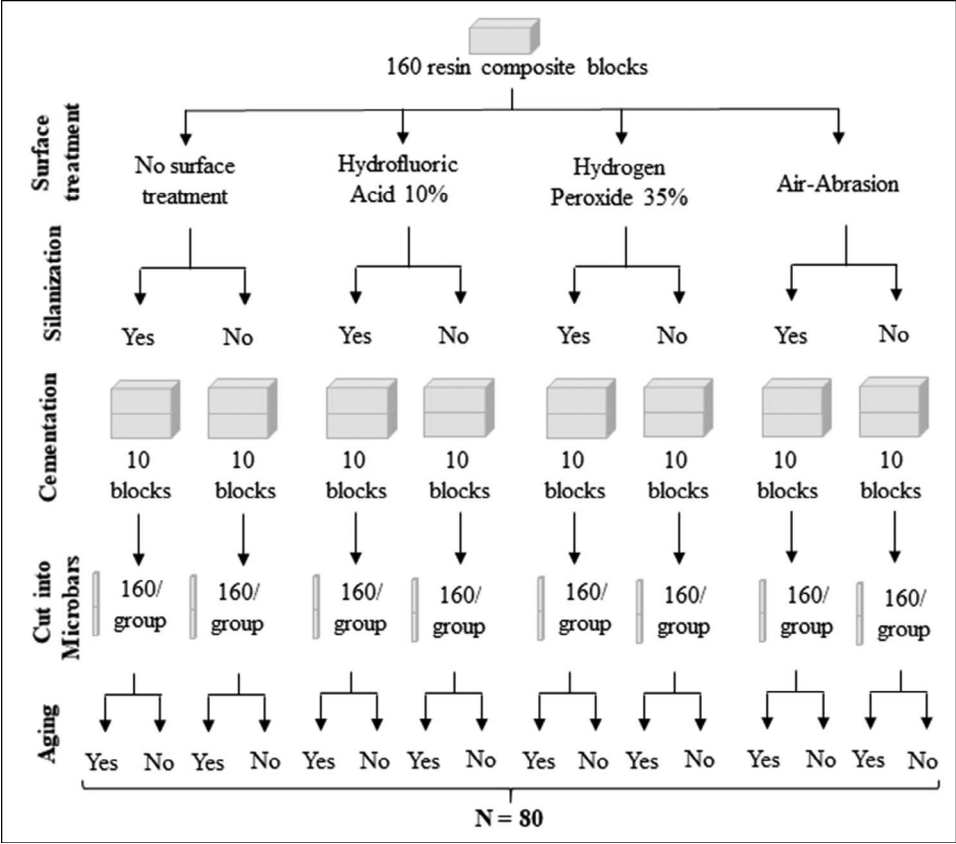 160 resin composite blocks
Surface
treatment
No surface
treatment
Hydrofluoric
Acid 10%
Hydrogen
Peroxide 35%
Air-Abrasion
Silanization
Yes No Yes No Yes No Yes No
Cementation
10 10 10 10 10 10 10 10
blocks blocks blocks blocks blocks blocks blocks blocks
Cut into
Microbars
160/ 160/ 160/ 160/ 160/ 160/ 160/ 160/
group group group group group group group group
Aging
Yes No Yes No Yes No Yes No Yes No Yes No Yes No Yes No
N = 80